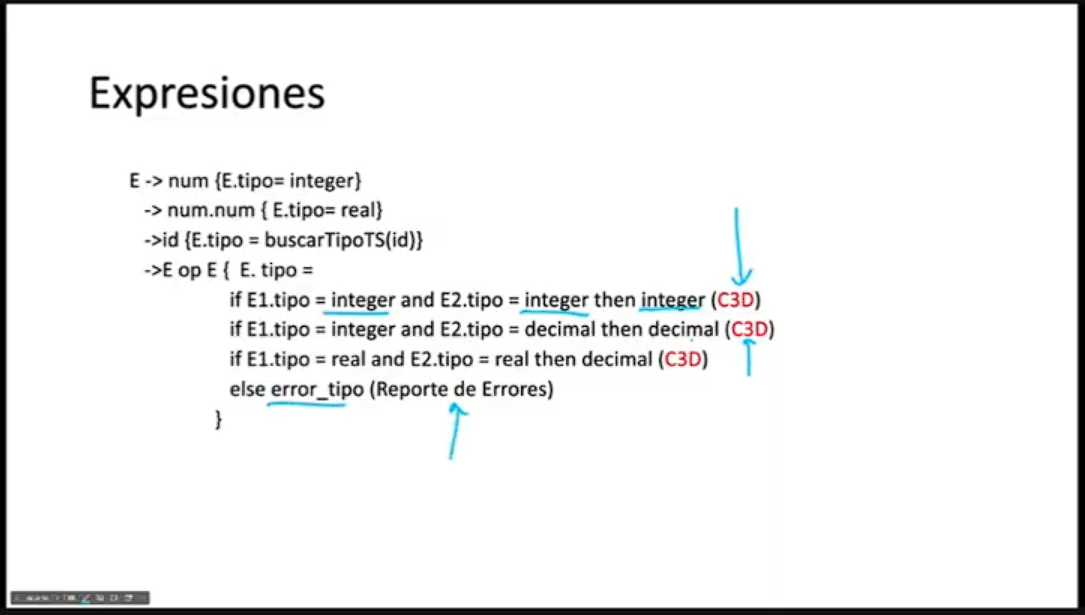 Expresiones
E -> num {E.tipo= integer}
-> num.num { E.tipo= real}
->id {E.tipo = buscarTipoTS(id)}
->E op E { E. tipo =
if E1.tipo = integer and E2.tipo = integer then integer (C3D)
if E1.tipo = integer and E2.tipo = decimal then decimal (C3D)
if E1.tipo = real and E2.tipo = real then decimal (C3D)
else error_tipo (Reporte de Errores)
}